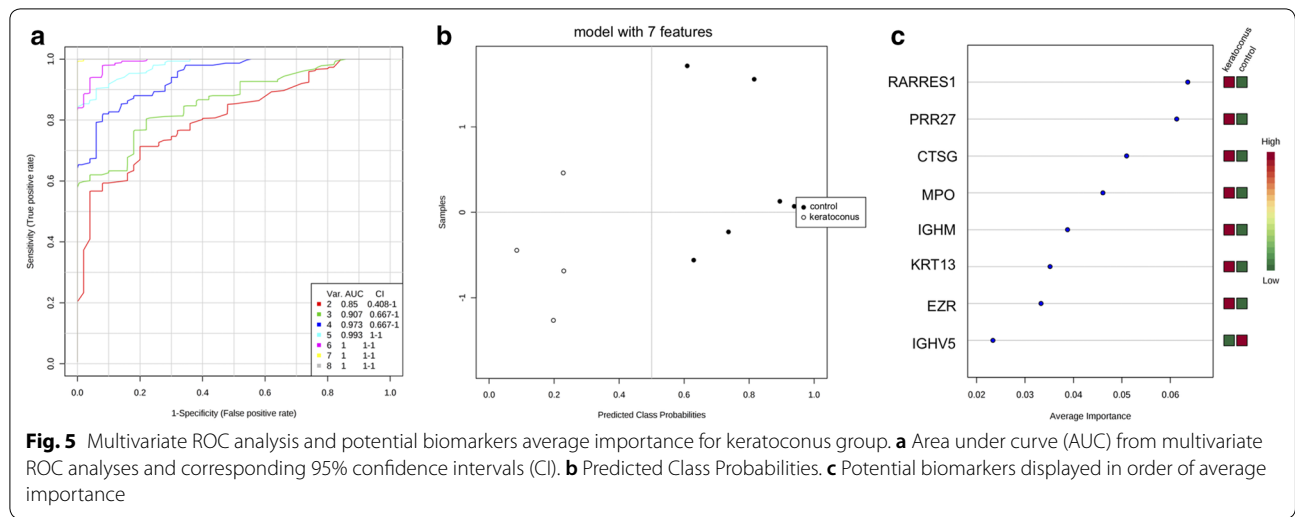 a
1.0
0.8
0.6
0.4
0.2
0.0
Sensitivity (True positive rate)
Var. AUC CI
2 0.85 0.408-1
3 0.907 0.667-1
4 0.973 0.667-1
5 0.993 1-1
6 1 1-1
7 1 1-1
8 1 1-1
0.0 0.2 0.4 0.6 0.8 1.0
1-Specificity (False positive rate)
b
model with 7 features
1
0
-1
Samples
control
keratoconus
0.0 0.2 0.4 0.6 0.8 1.0
Predicted Class Probabilities
c
keratoconus
control
RARRES1
PRR27
CTSG
MPO
IGHM
KRT13
EZR
IGHV5
High
Low
0.02 0.03 0.04 0.05 0.06
Average Importance
Fig. 5 Multivariate ROC analysis and potential biomarkers average importance for keratoconus group. a Area under curve (AUC) from multivariate
ROC analyses and corresponding 95% confidence intervals (CI). b Predicted Class Probabilities. c Potential biomarkers displayed in order of average
importance